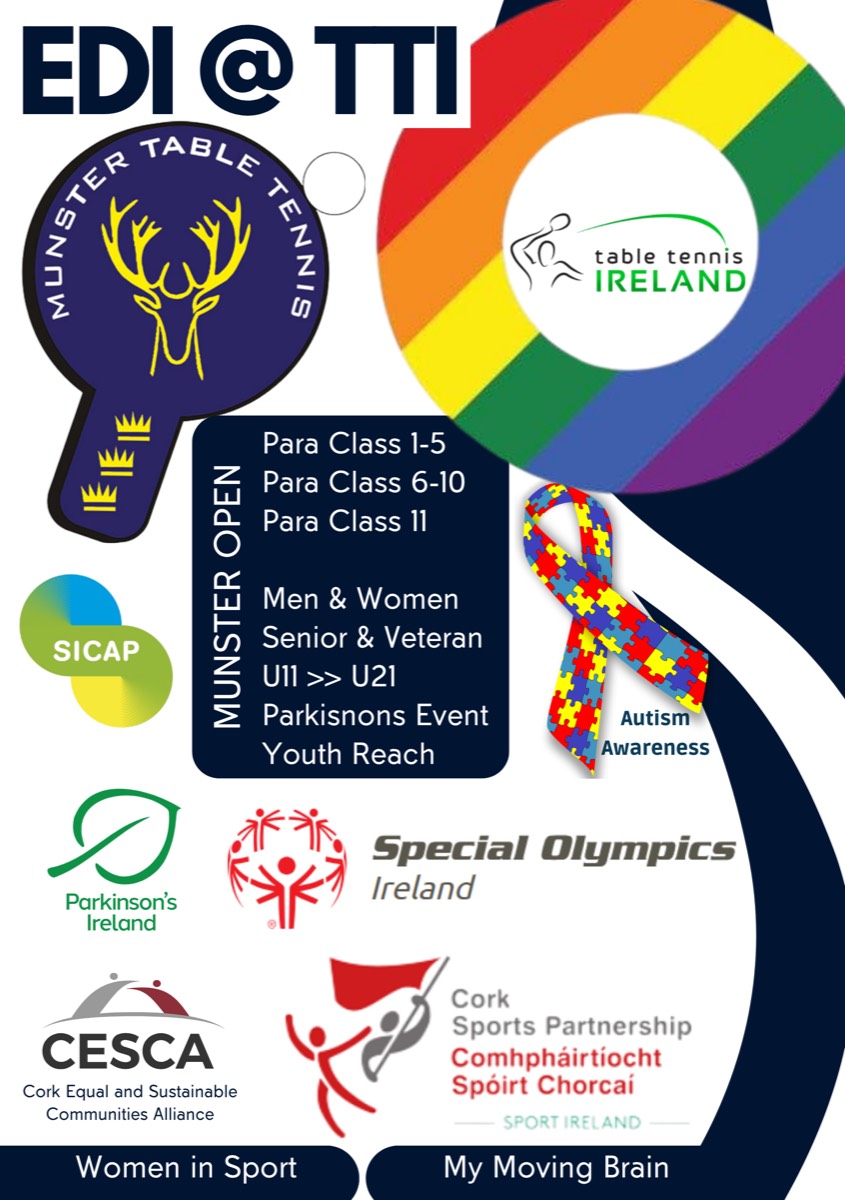 EDI @ TTI
MUNSTER TABLE TENNIS
table tennis
IRELAND
MUNSTER OPEN
Para Class 1-5
Para Class 6-10
Para Class 11
Men & Women
Senior & Veteran
U11 >> U21
Parkisnons Event
Youth Reach
SICAP
Autism
Awareness
Parkinson's
Ireland
Special Olympics
Ireland
®
CESCA
Cork Equal and Sustainable
Communities Alliance
Cork
Sports Partnership
Comhpháirtíocht
Spóirt Chorcaí
SPORT IRELAND
Women in Sport
My Moving Brain